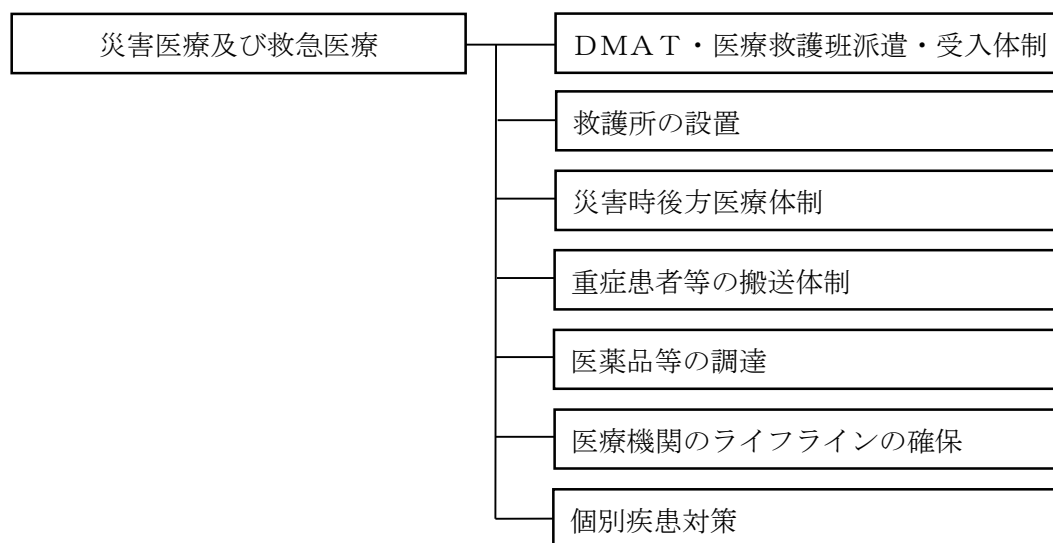 災害医療及び救急医療
ＤＭＡＴ・医療救護班派遣・受入体制
救護所の設置
災害時後方医療体制
重症患者等の搬送体制
医薬品等の調達
医療機関のライフラインの確保
個別疾患対策